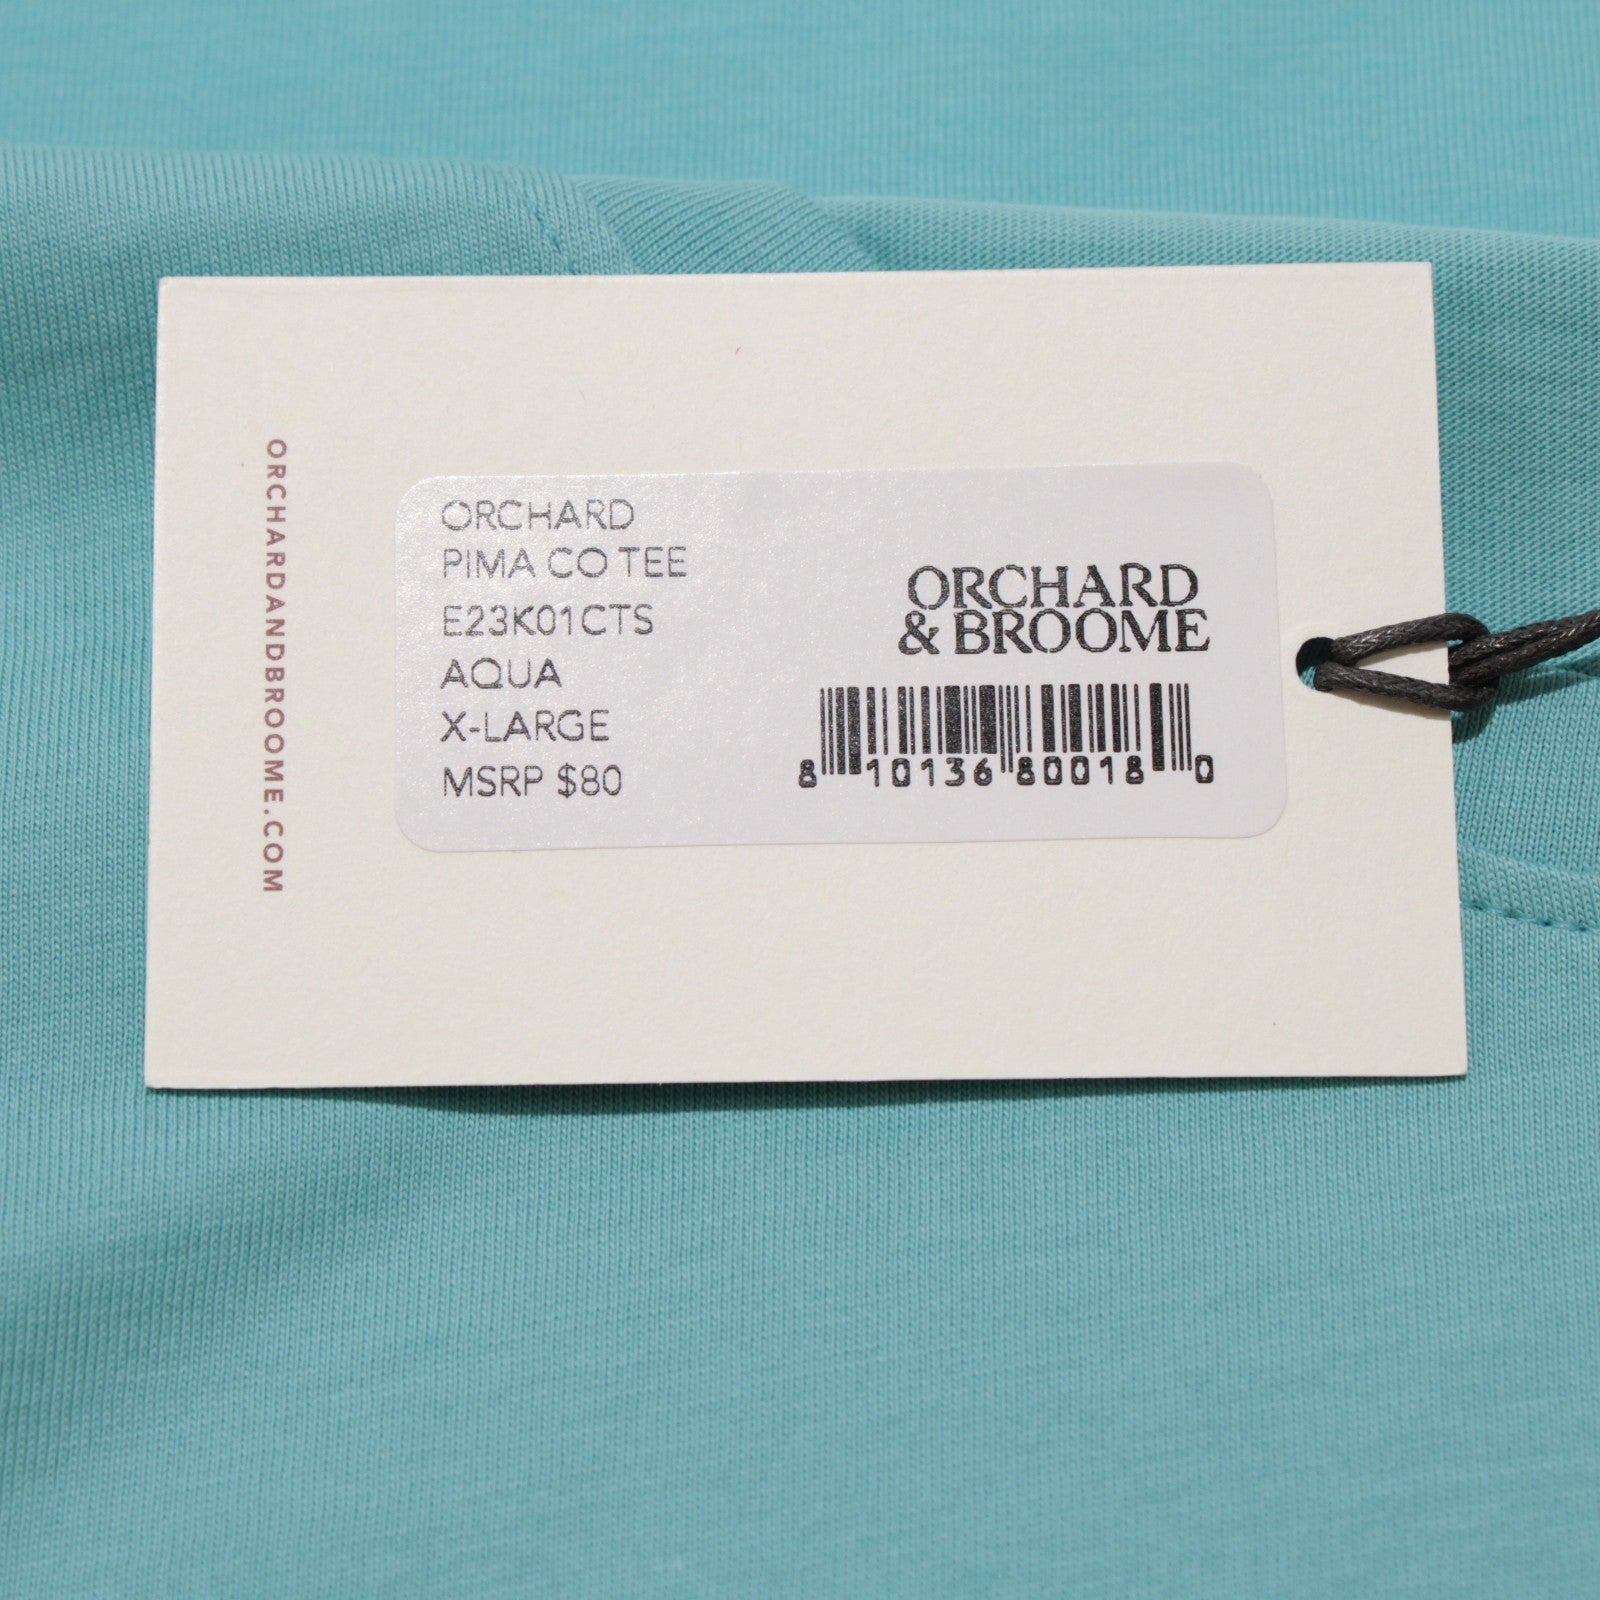 ORCHARDANDBROOME.COM
ORCHARD
PIMA CO TEE
E23K01CTS
AQUA
X-LARGE
MSRP $80
ORCHARD
& BROOME
8 10136 80018 0